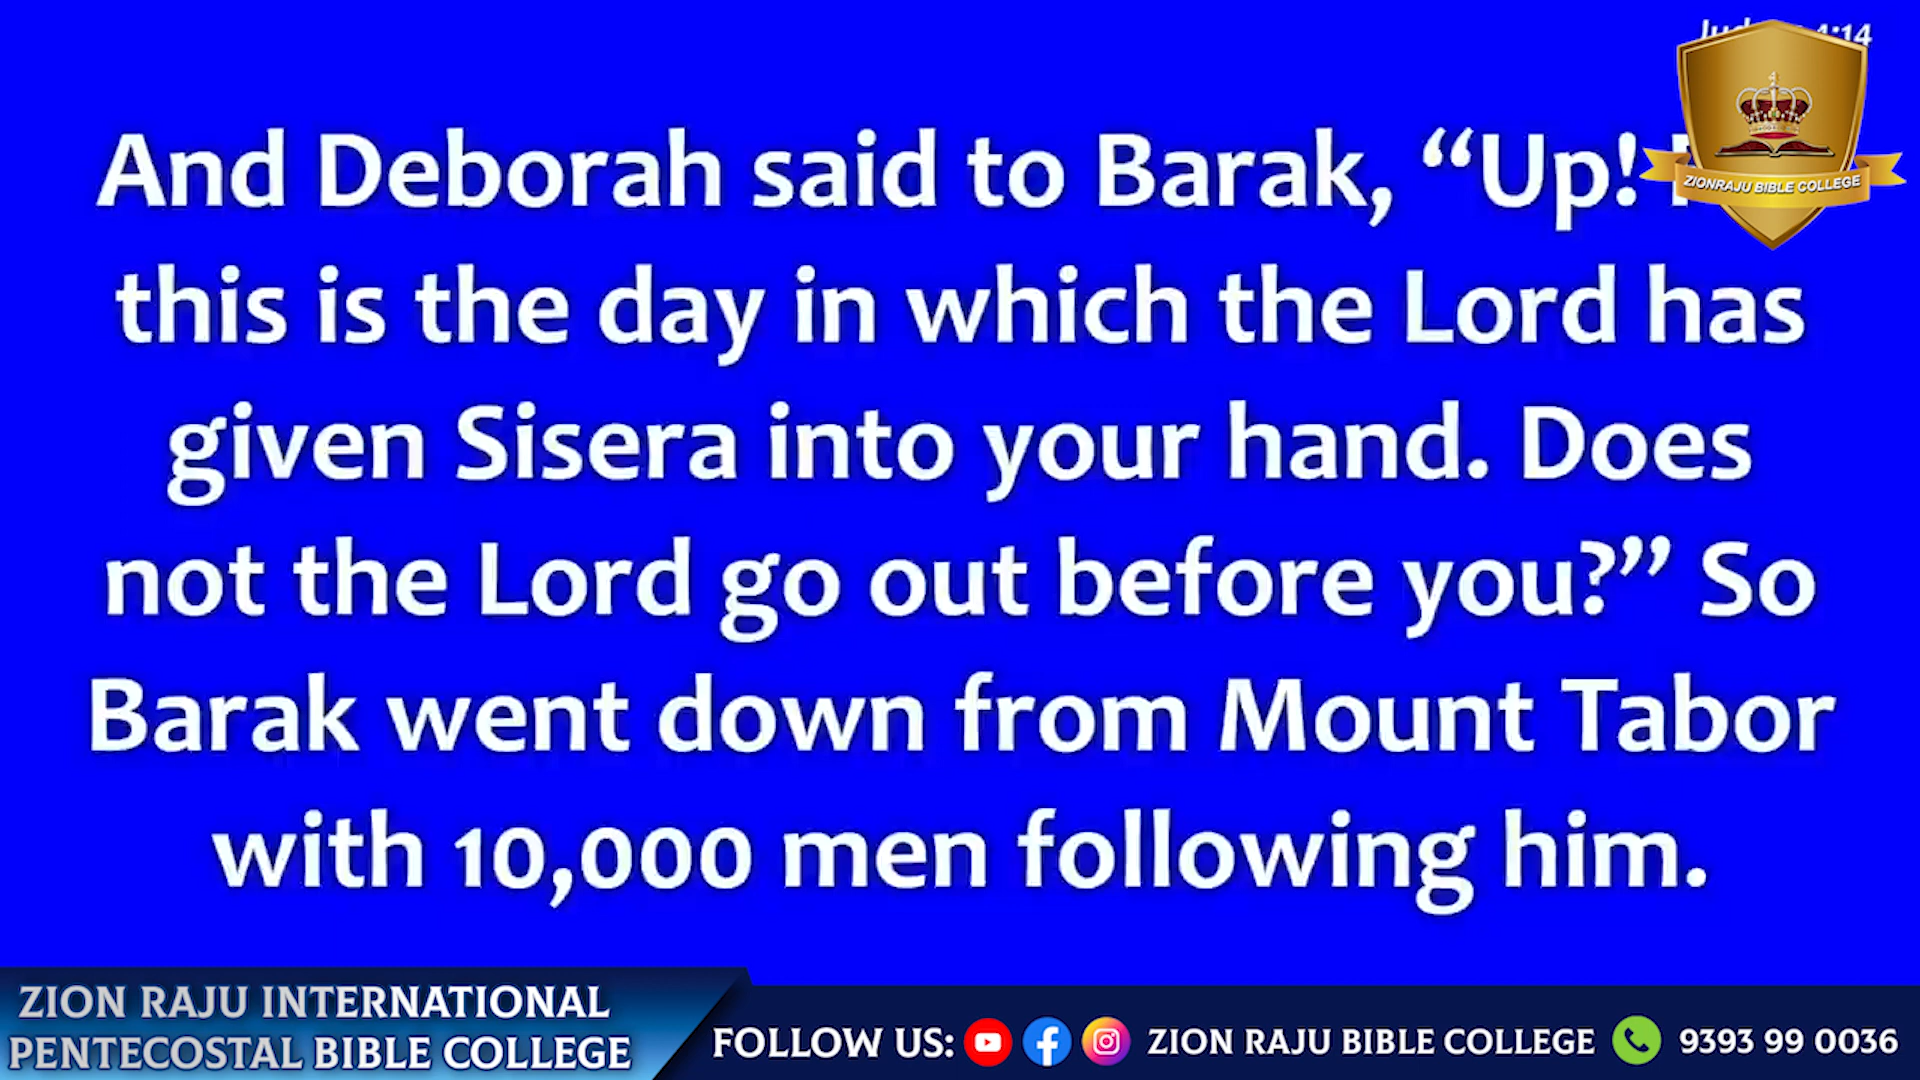 4:14
And Deborah said to Barak, “Up!
this is the day in which the Lord has
given Sisera into your hand. Does
not the Lord go out before you?” So
Barak went down from Mount Tabor
with 10,000 men following him.
ZIONRAJU BIBLE COLLEGE
ZION RAJU INTERNATIONAL
PENTECOSTAL BIBLE COLLEGE
FOLLOW US: ZION RAJU BIBLE COLLEGE 9393 99 0036